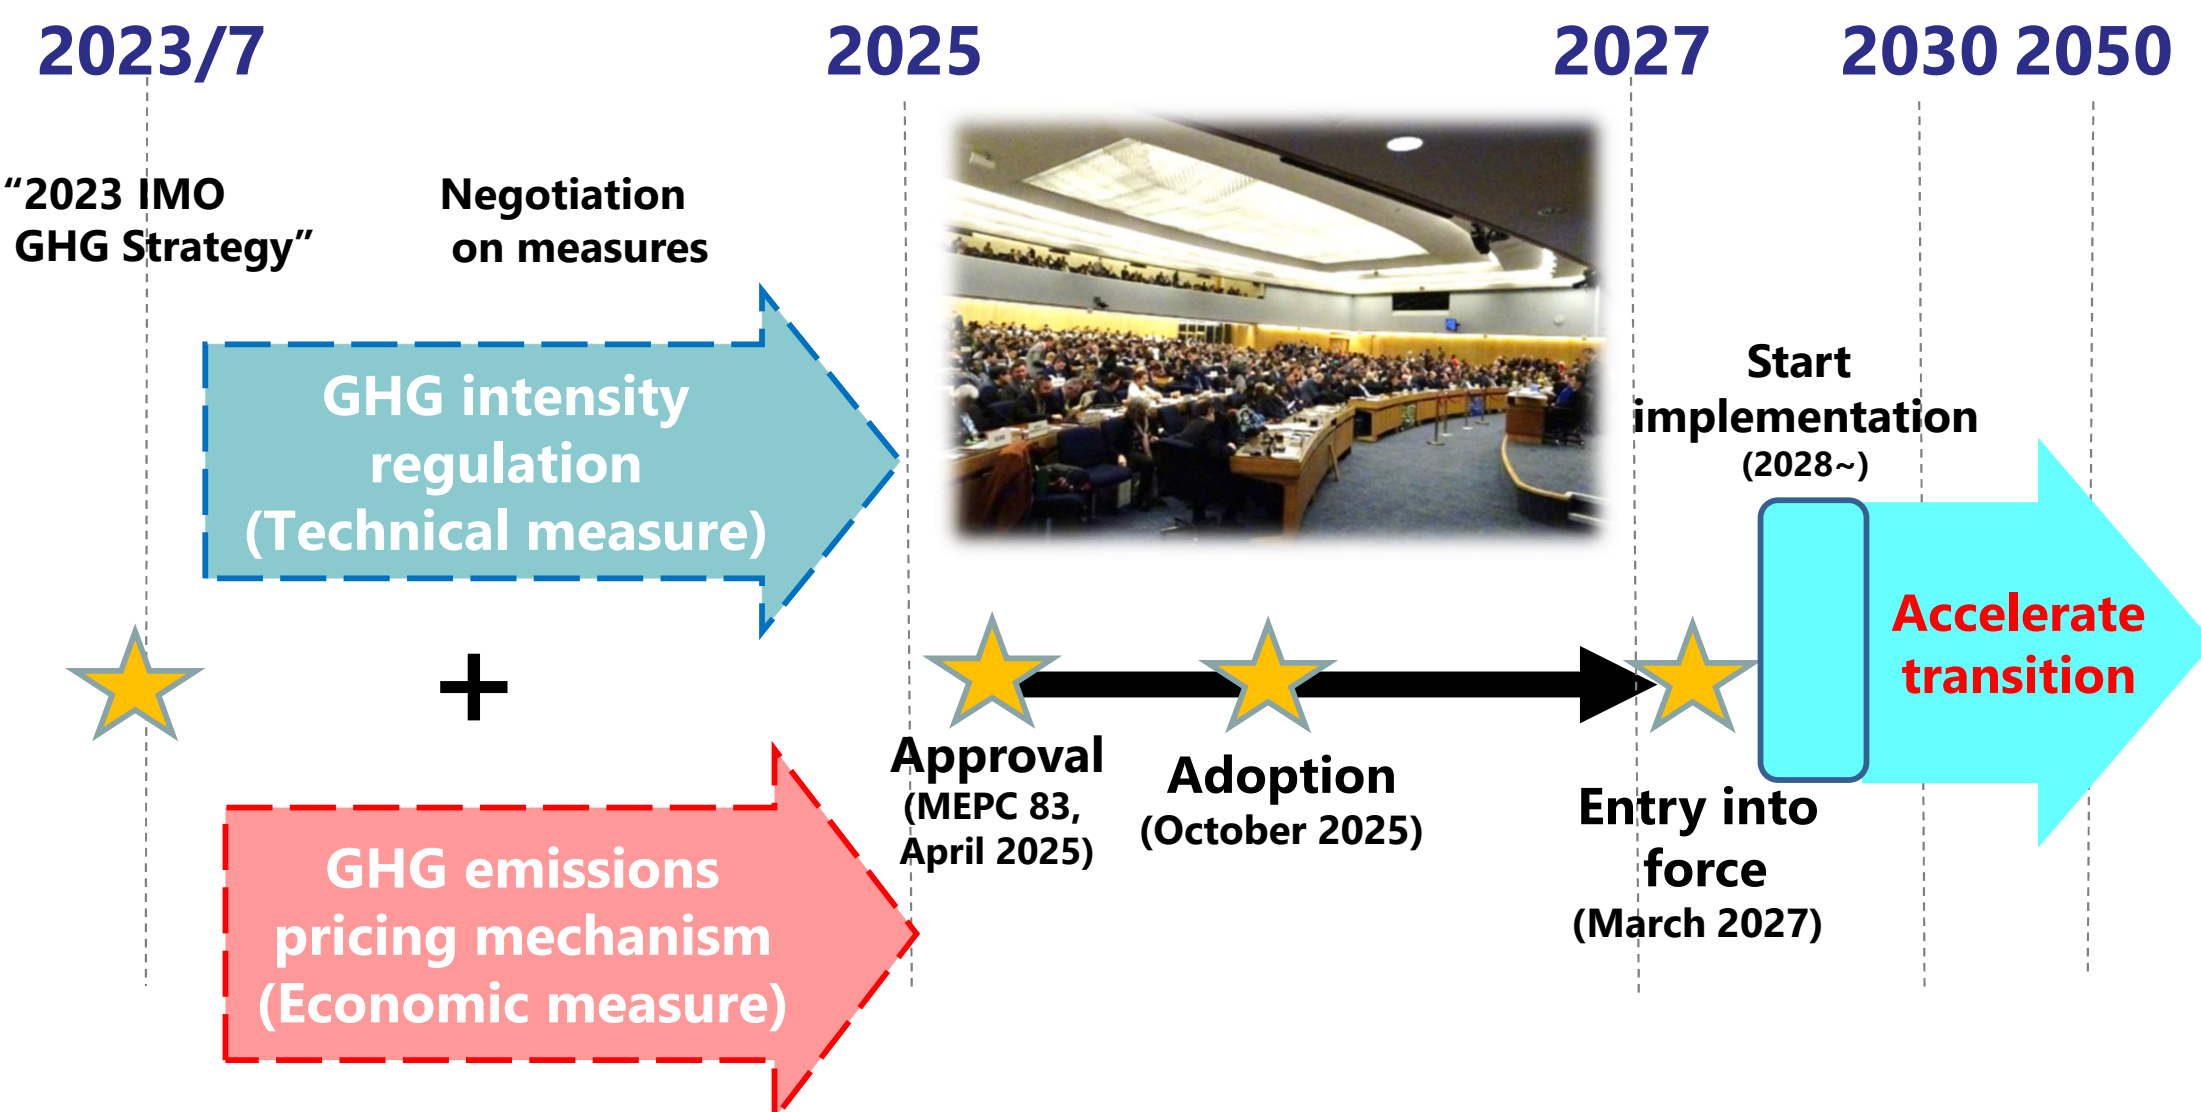 2023/7
2025
2027
2030
2050
“2023 IMO
GHG Strategy”
Negotiation
on measures
GHG intensity
regulation
(Technical measure)
+
GHG emissions
pricing mechanism
(Economic measure)
Approval
(MEPC 83,
April 2025)
Adoption
(October 2025)
Entry into
force
(March 2027)
Start
implementation
(2028~)
Accelerate
transition